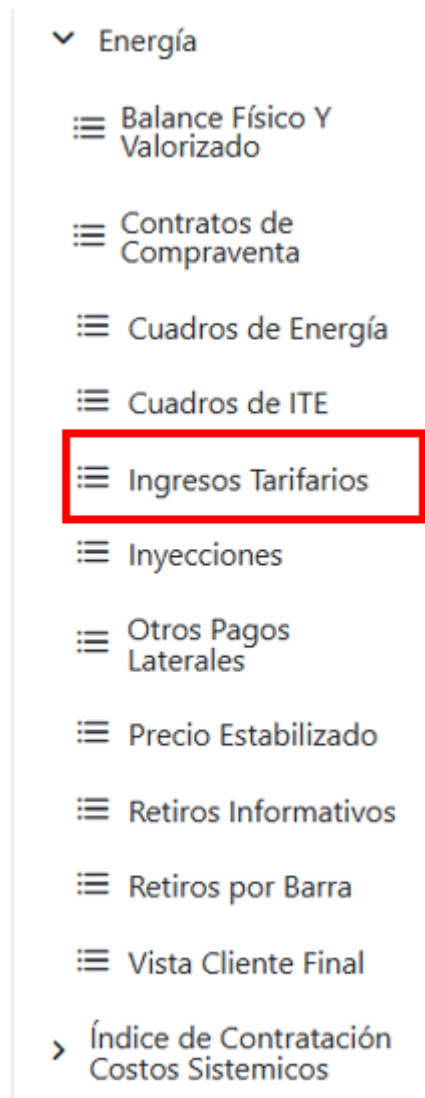 Energía
Balance Físico Y
Valorizado
Contratos de
Compraventa
Cuadros de Energía
Cuadros de ITE
Ingresos Tarifarios
Inyecciones
Otros Pagos
Laterales
Precio Estabilizado
Retiros Informativos
Retiros por Barra
Vista Cliente Final
Índice de Contratación
Costos Sistemicos